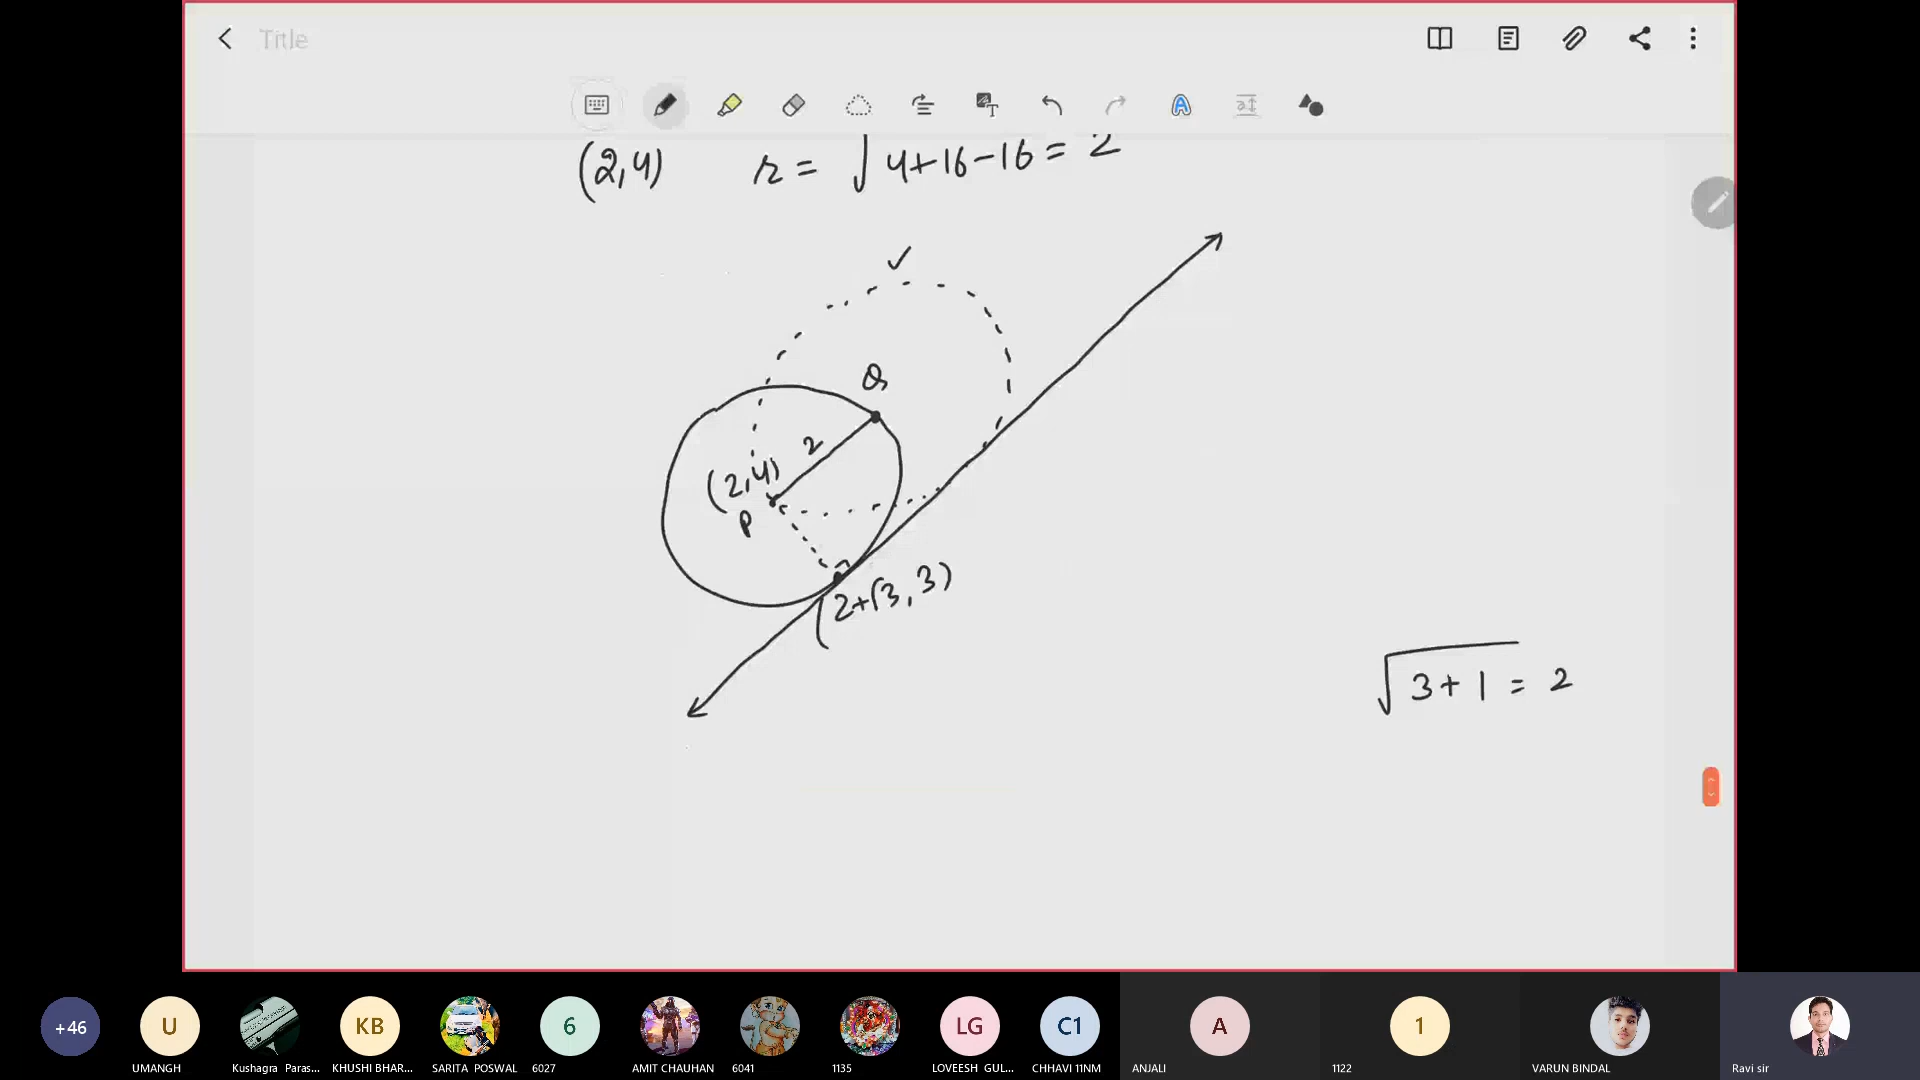 Title
(2,4) r = √4+16-16 = 2
✓
Q
2
(2,4)
P
(2+√3, 3)
√3+1 = 2
+46
U
KB
6
LG
C1
A
1
UMANGH
Kushagra Paras...
KHUSHI BHAR...
SARITA POSWAL
6027
AMIT CHAUHAN
6041
1135
LOVEESH GUL...
CHHAVI 11NM
ANJALI
1122
VARUN BINDAL
Ravi sir